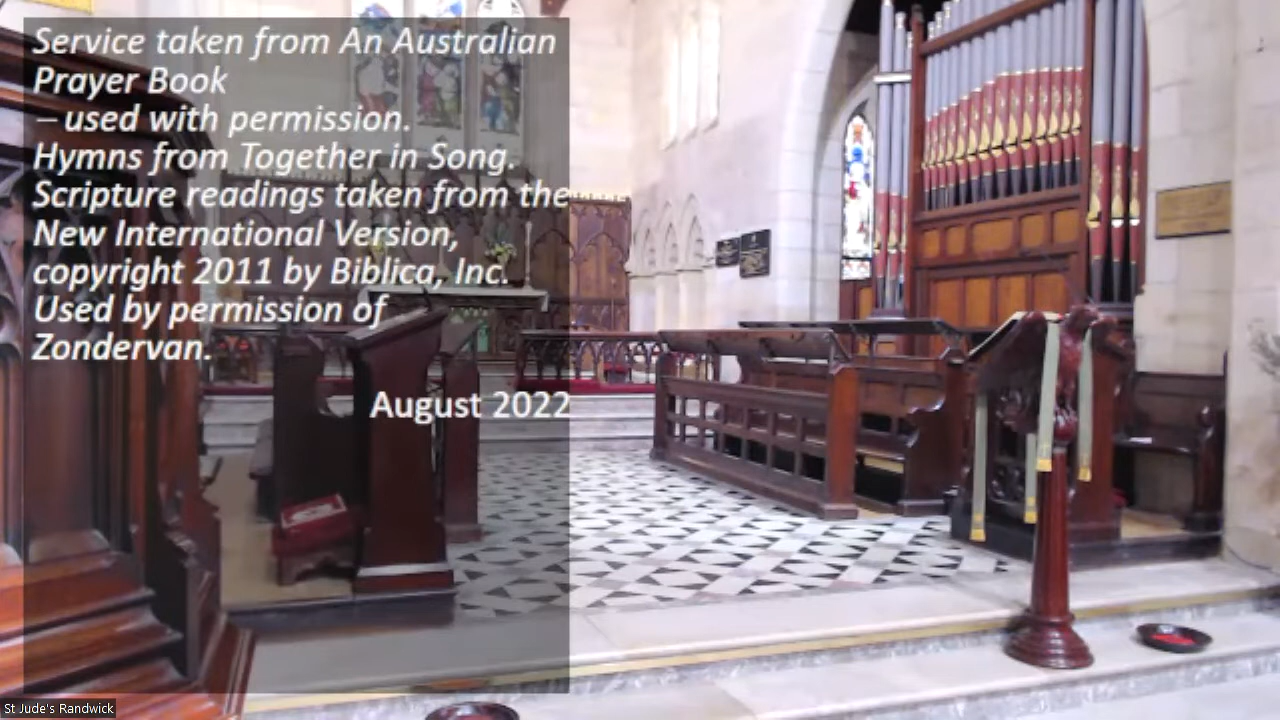 Service taken from An Australian
Prayer Book
– used with permission.
Hymns from Together in Song.
Scripture readings taken from the
New International Version,
copyright 2011 by Biblica, Inc.
Used by permission of
Zondervan.
August 2022
St Jude's Randwick